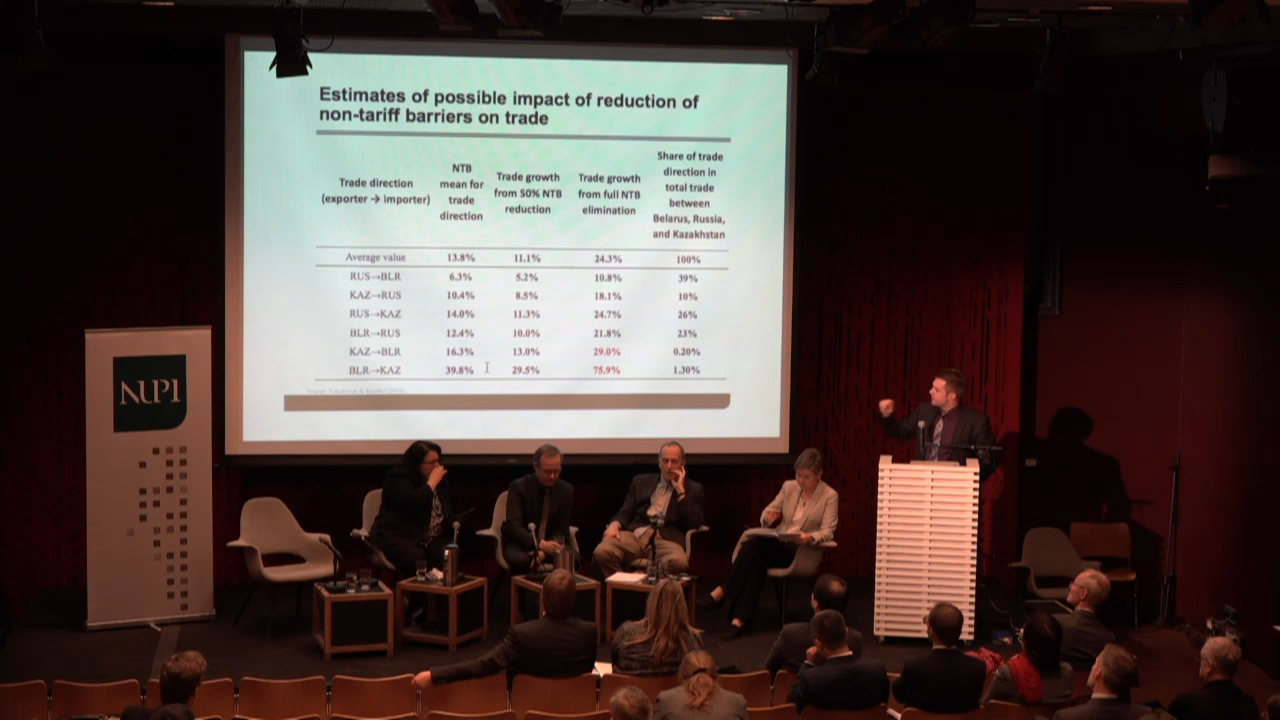 Estimates of possible impact of reduction of
non-tariff barriers on trade
Trade direction
(exporter → importer)
NTB
mean for
trade
direction
Trade growth
from 50% NTB
reduction
Trade growth
from full NTB
elimination
Share of trade
direction in
total trade
between
Belarus, Russia,
and Kazakhstan
Average value 13.8% 11.1% 24.3% 100%
RUS→BLR 6.3% 5.2% 10.8% 39%
KAZ→RUS 10.4% 8.5% 18.1% 10%
RUS→KAZ 14.0% 11.3% 24.7% 26%
BLR→RUS 12.4% 10.0% 21.8% 23%
KAZ→BLR 16.3% 13.0% 29.0% 0.20%
BLR→KAZ 39.8% 29.5% 75.9% 1.30%
NUPI